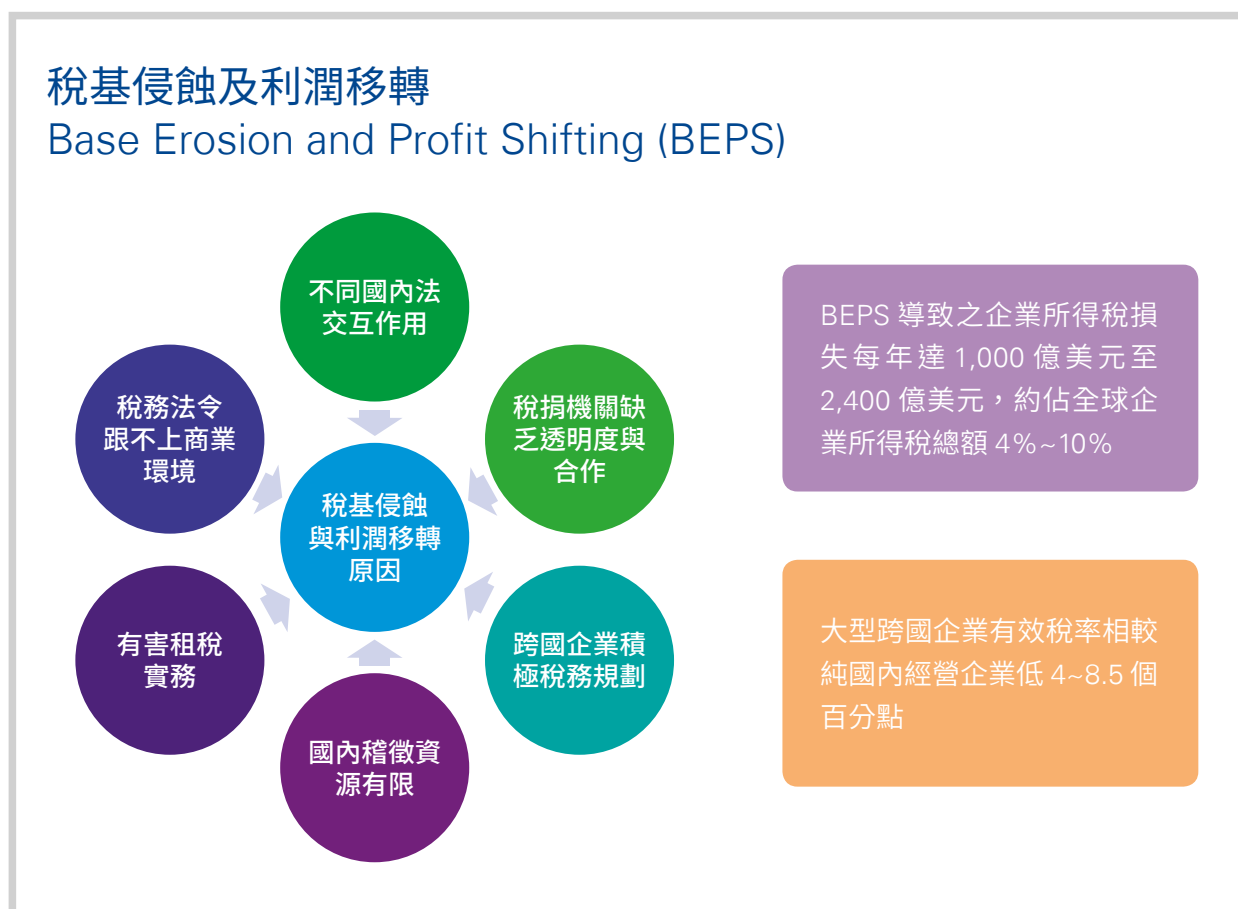 稅基侵蝕及利潤移轉
Base Erosion and Profit Shifting (BEPS)
不同國內法
交互作用
稅捐機關缺
乏透明度與
合作
跨國企業積
極稅務規劃
國內稽徵資
源有限
有害租稅
實務
稅務法令
跟不上商業
環境
稅基侵蝕
與利潤移轉
原因
BEPS 導致之企業所得稅損
失每年達 1,000 億美元至
2,400 億美元，約佔全球企
業所得稅總額 4%~10%
大型跨國企業有效稅率相較
純國內經營企業低 4~8.5 個
百分點